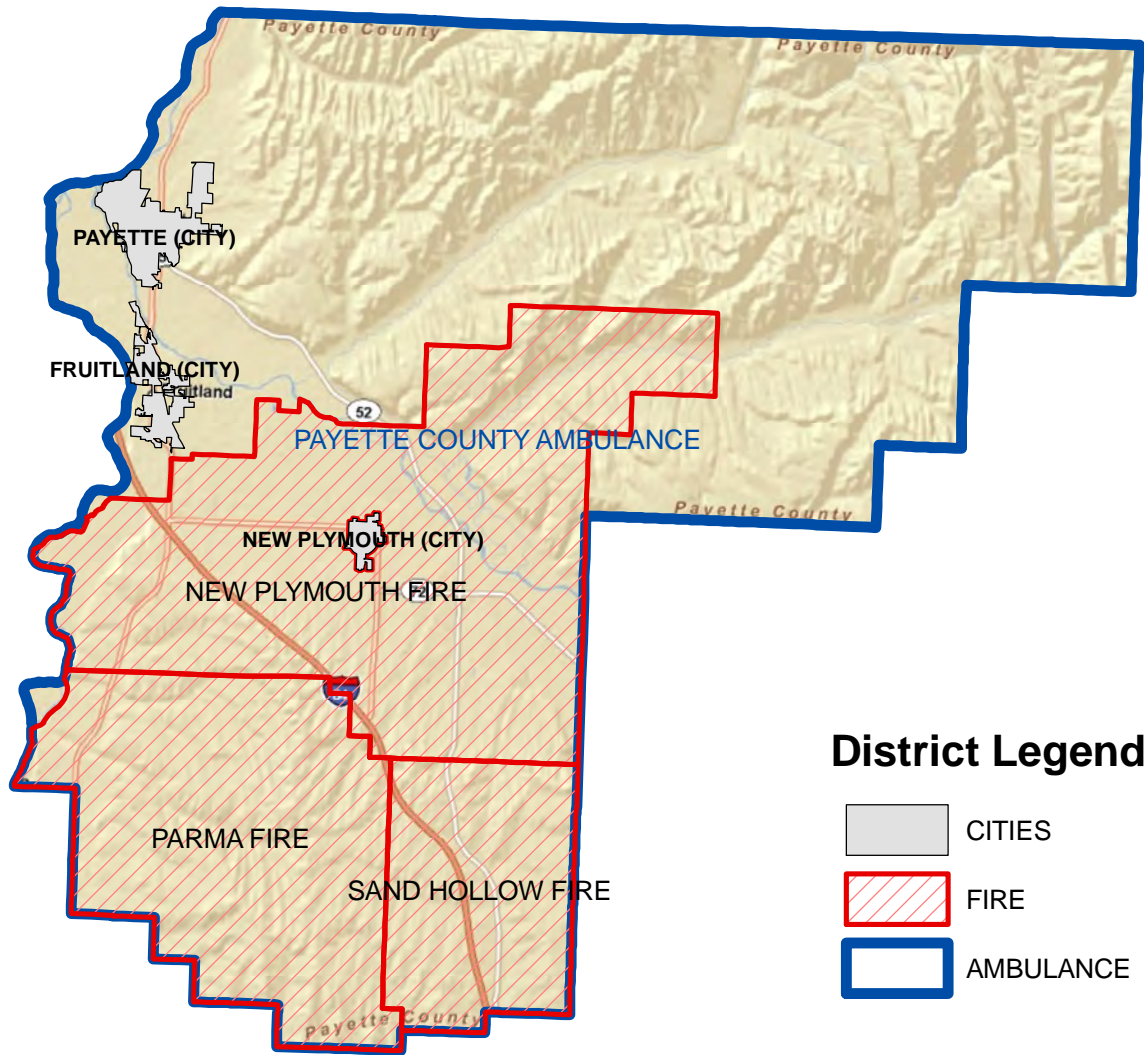 Payette County
Payette County
PAYETTE (CITY)
FRUITLAND (CITY)
52
PAYETTE COUNTY AMBULANCE
Payette County
NEW PLYMOUTH (CITY)
NEW PLYMOUTH FIRE
District Legend
CITIES
PARMA FIRE
SAND HOLLOW FIRE
FIRE
AMBULANCE
Payette County